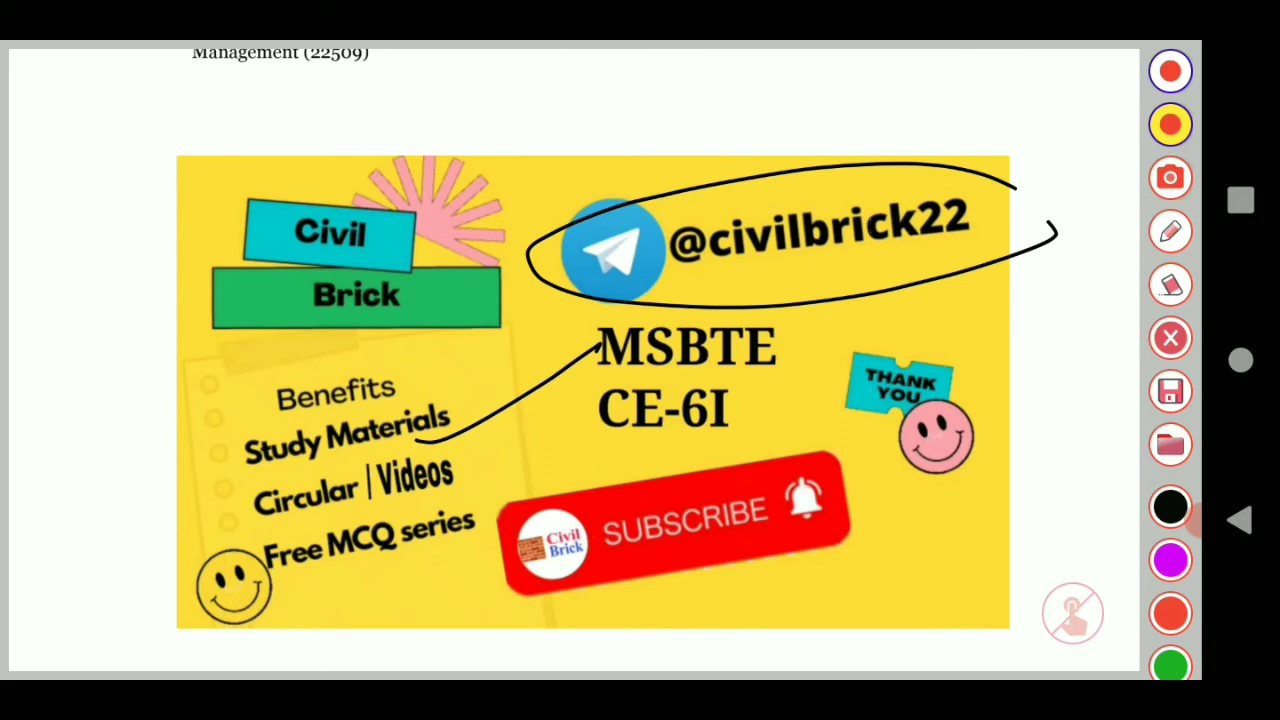 Management (22509)
Civil
Brick
@civilbrick22
MSBTE
CE-6I
Benefits
Study Materials
Circular | Videos
Free MCQ series
THANK
YOU
Civil
Brick
SUBSCRIBE